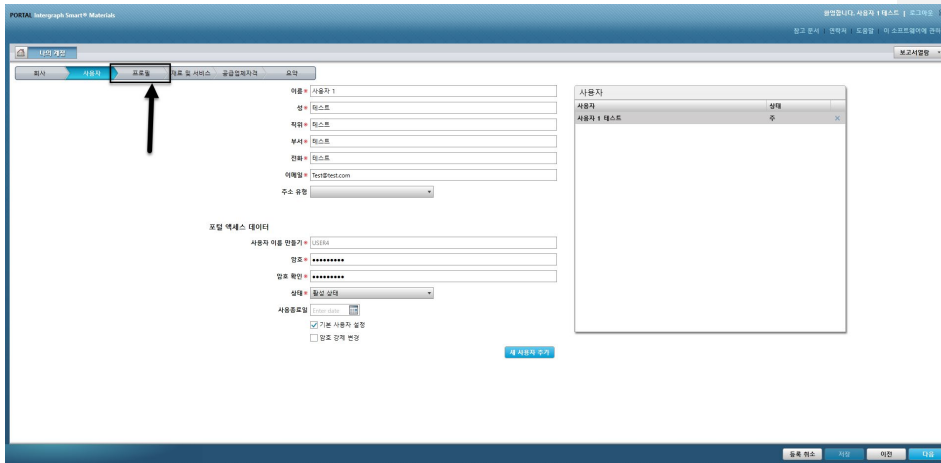 PORTAL Intergraph Smart® Materials
환영합니다, 사용자 1 테스트 | 로그아웃
참고 문서 | 연락처 | 도움말 | 이 소프트웨어에 관하
나의 계정
보고서열람
회사
사용자
프로필
재료 및 서비스
공급업체자격
요약
이름* 사용자 1
성* 테스트
직위* 테스트
부서* 테스트
전화* 테스트
이메일* Test@test.com
주소 유형
포털 액세스 데이터
사용자 이름 만들기* USER4
암호* •••••••••
암호 확인* •••••••••
상태* 활성 상태
사용종료일 Enter date
기본 사용자 설정
암호 강제 변경
새 사용자 추가
사용자
사용자 상태
사용자 1 테스트 주
등록 취소
저장
이전
다음